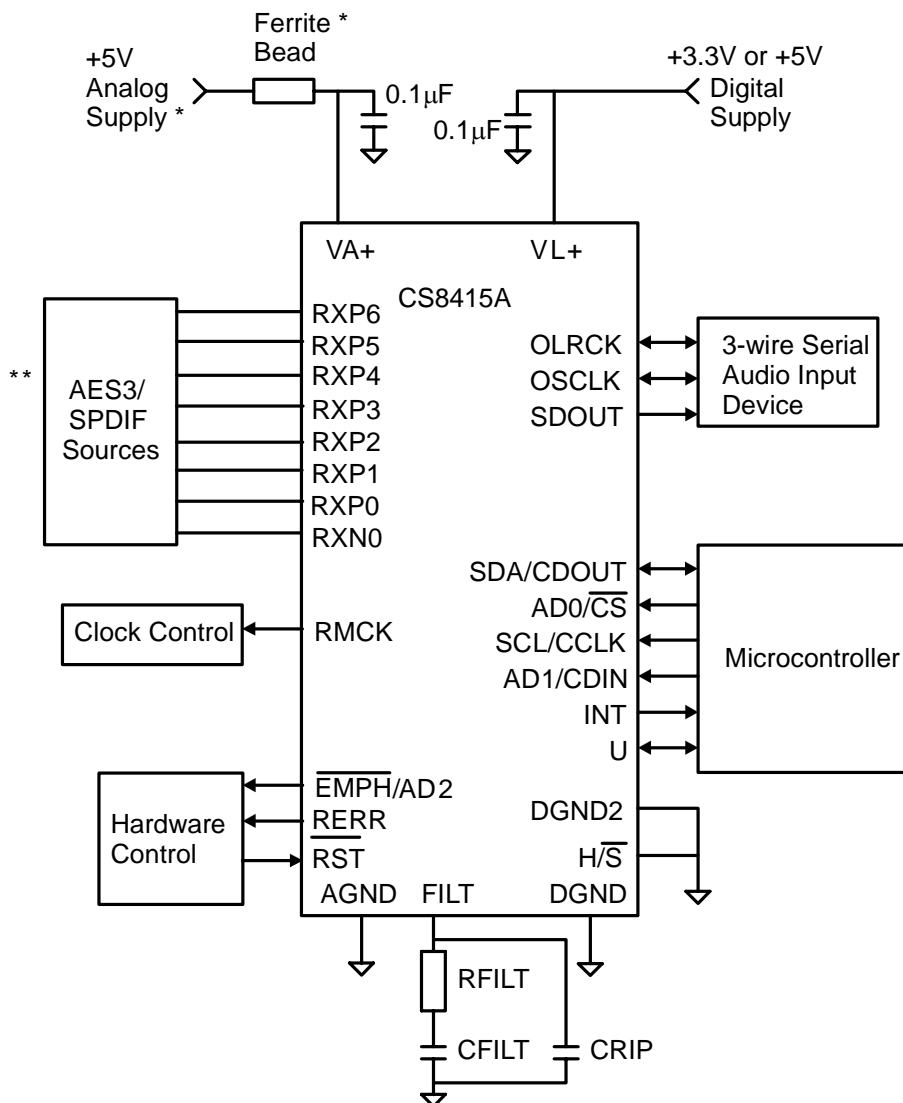 Ferrite *
Bead
+5V
Analog
Supply *
+3.3V or +5V
Digital
Supply
0.1µF
0.1µF
VA+
VL+
CS8415A
**
AES3/
SPDIF
Sources
RXP6
RXP5
RXP4
RXP3
RXP2
RXP1
RXP0
RXN0
OLRCK
OSCLK
SDOUT
3-wire Serial
Audio Input
Device
Clock Control
RMCK
SDA/CDOUT
AD0/C̅S̅
SCL/CCLK
AD1/CDIN
INT
U
Microcontroller
Hardware
Control
E̅M̅P̅H̅/AD2
RERR
R̅S̅T̅
DGND2
H/S̅
AGND
FILT
DGND
RFILT
CFILT
CRIP